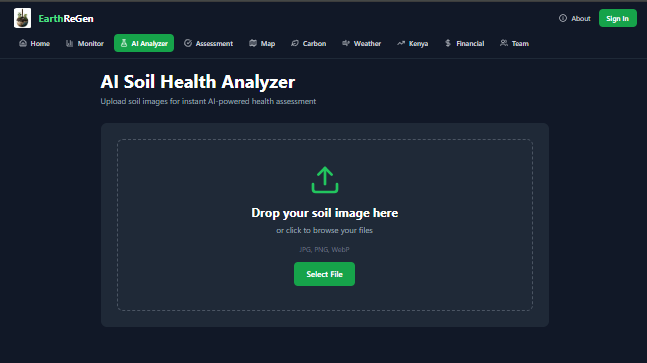 EarthReGen
About
Sign In
Home
Monitor
AI Analyzer
Assessment
Map
Carbon
Weather
Kenya
Financial
Team
AI Soil Health Analyzer
Upload soil images for instant AI-powered health assessment
Drop your soil image here
or click to browse your files
JPG, PNG, WebP
Select File